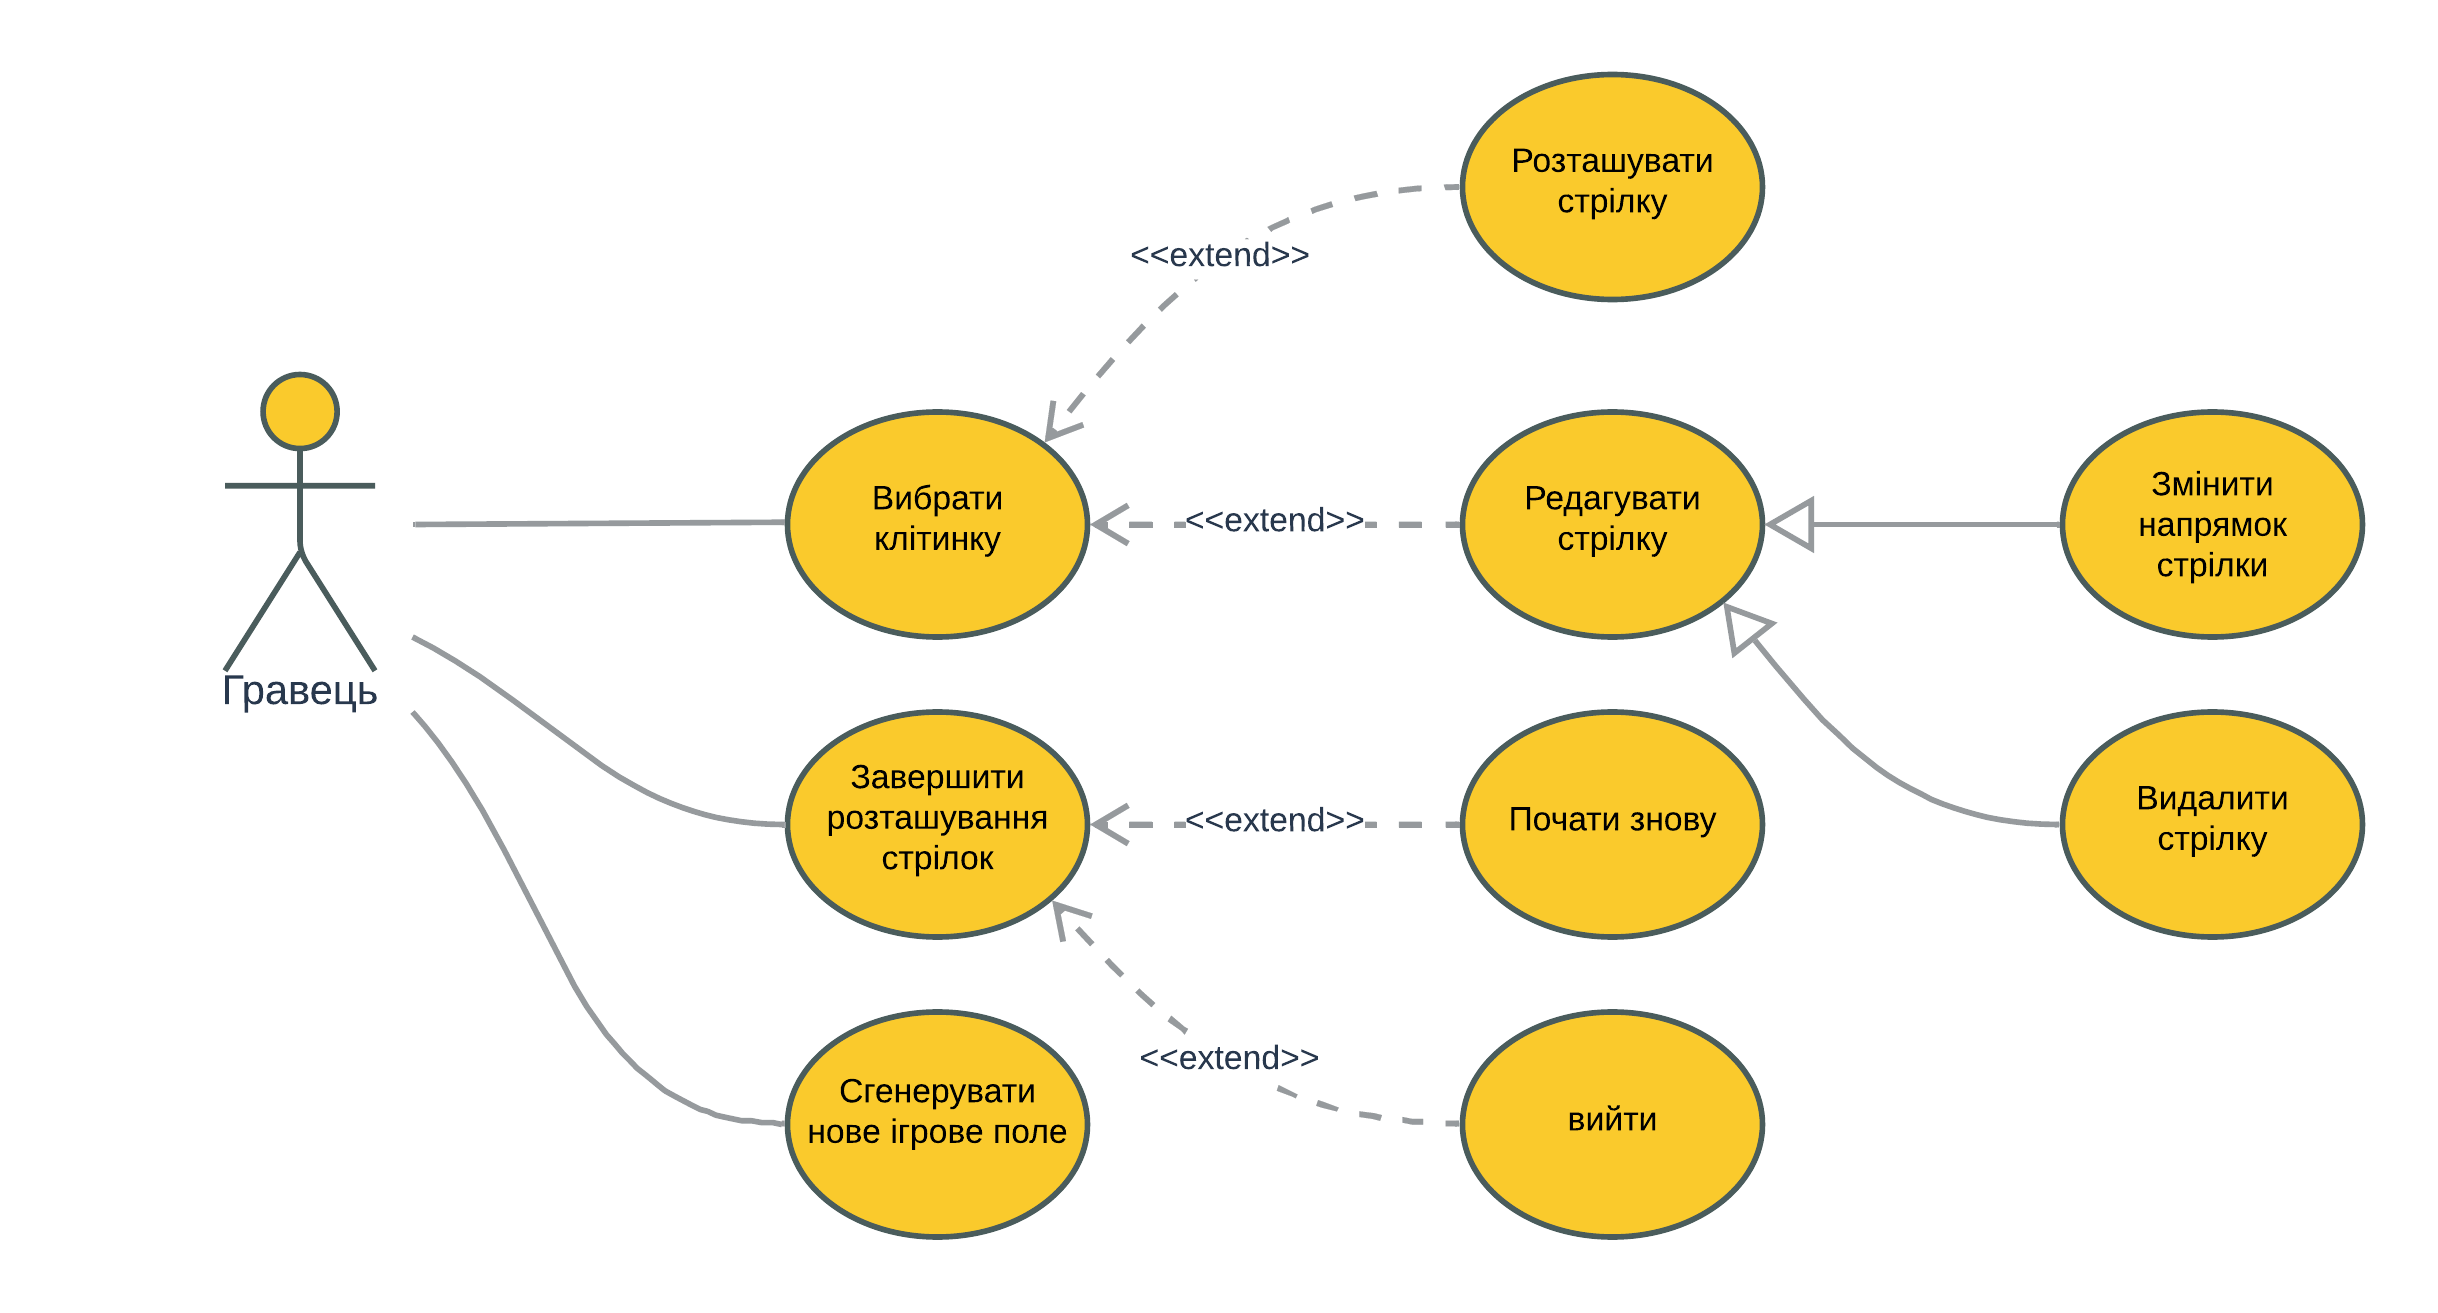 Розташувати
стрілку
<<extend>>
Вибрати
клітинку
<<extend>>
Редагувати
стрілку
Змінити
напрямок
стрілки
Гравець
Завершити
розташування
стрілок
<<extend>>
Почати знову
Видалити
стрілку
<<extend>>
Сгенерувати
нове ігрове поле
вийти